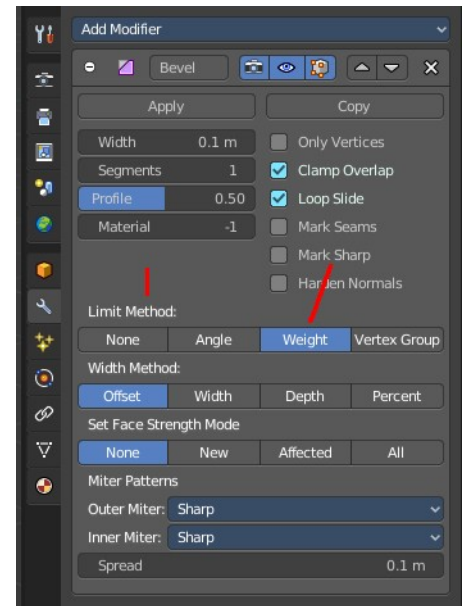 Add Modifier
Bevel
Apply Copy
Width 0.1 m Only Vertices
Segments 1 Clamp Overlap
Profile 0.50 Loop Slide
Material -1 Mark Seams
Mark Sharp
Harden Normals
Limit Method:
None Angle Weight Vertex Group
Width Method:
Offset Width Depth Percent
Set Face Strength Mode
None New Affected All
Miter Patterns
Outer Miter: Sharp
Inner Miter: Sharp
Spread 0.1 m